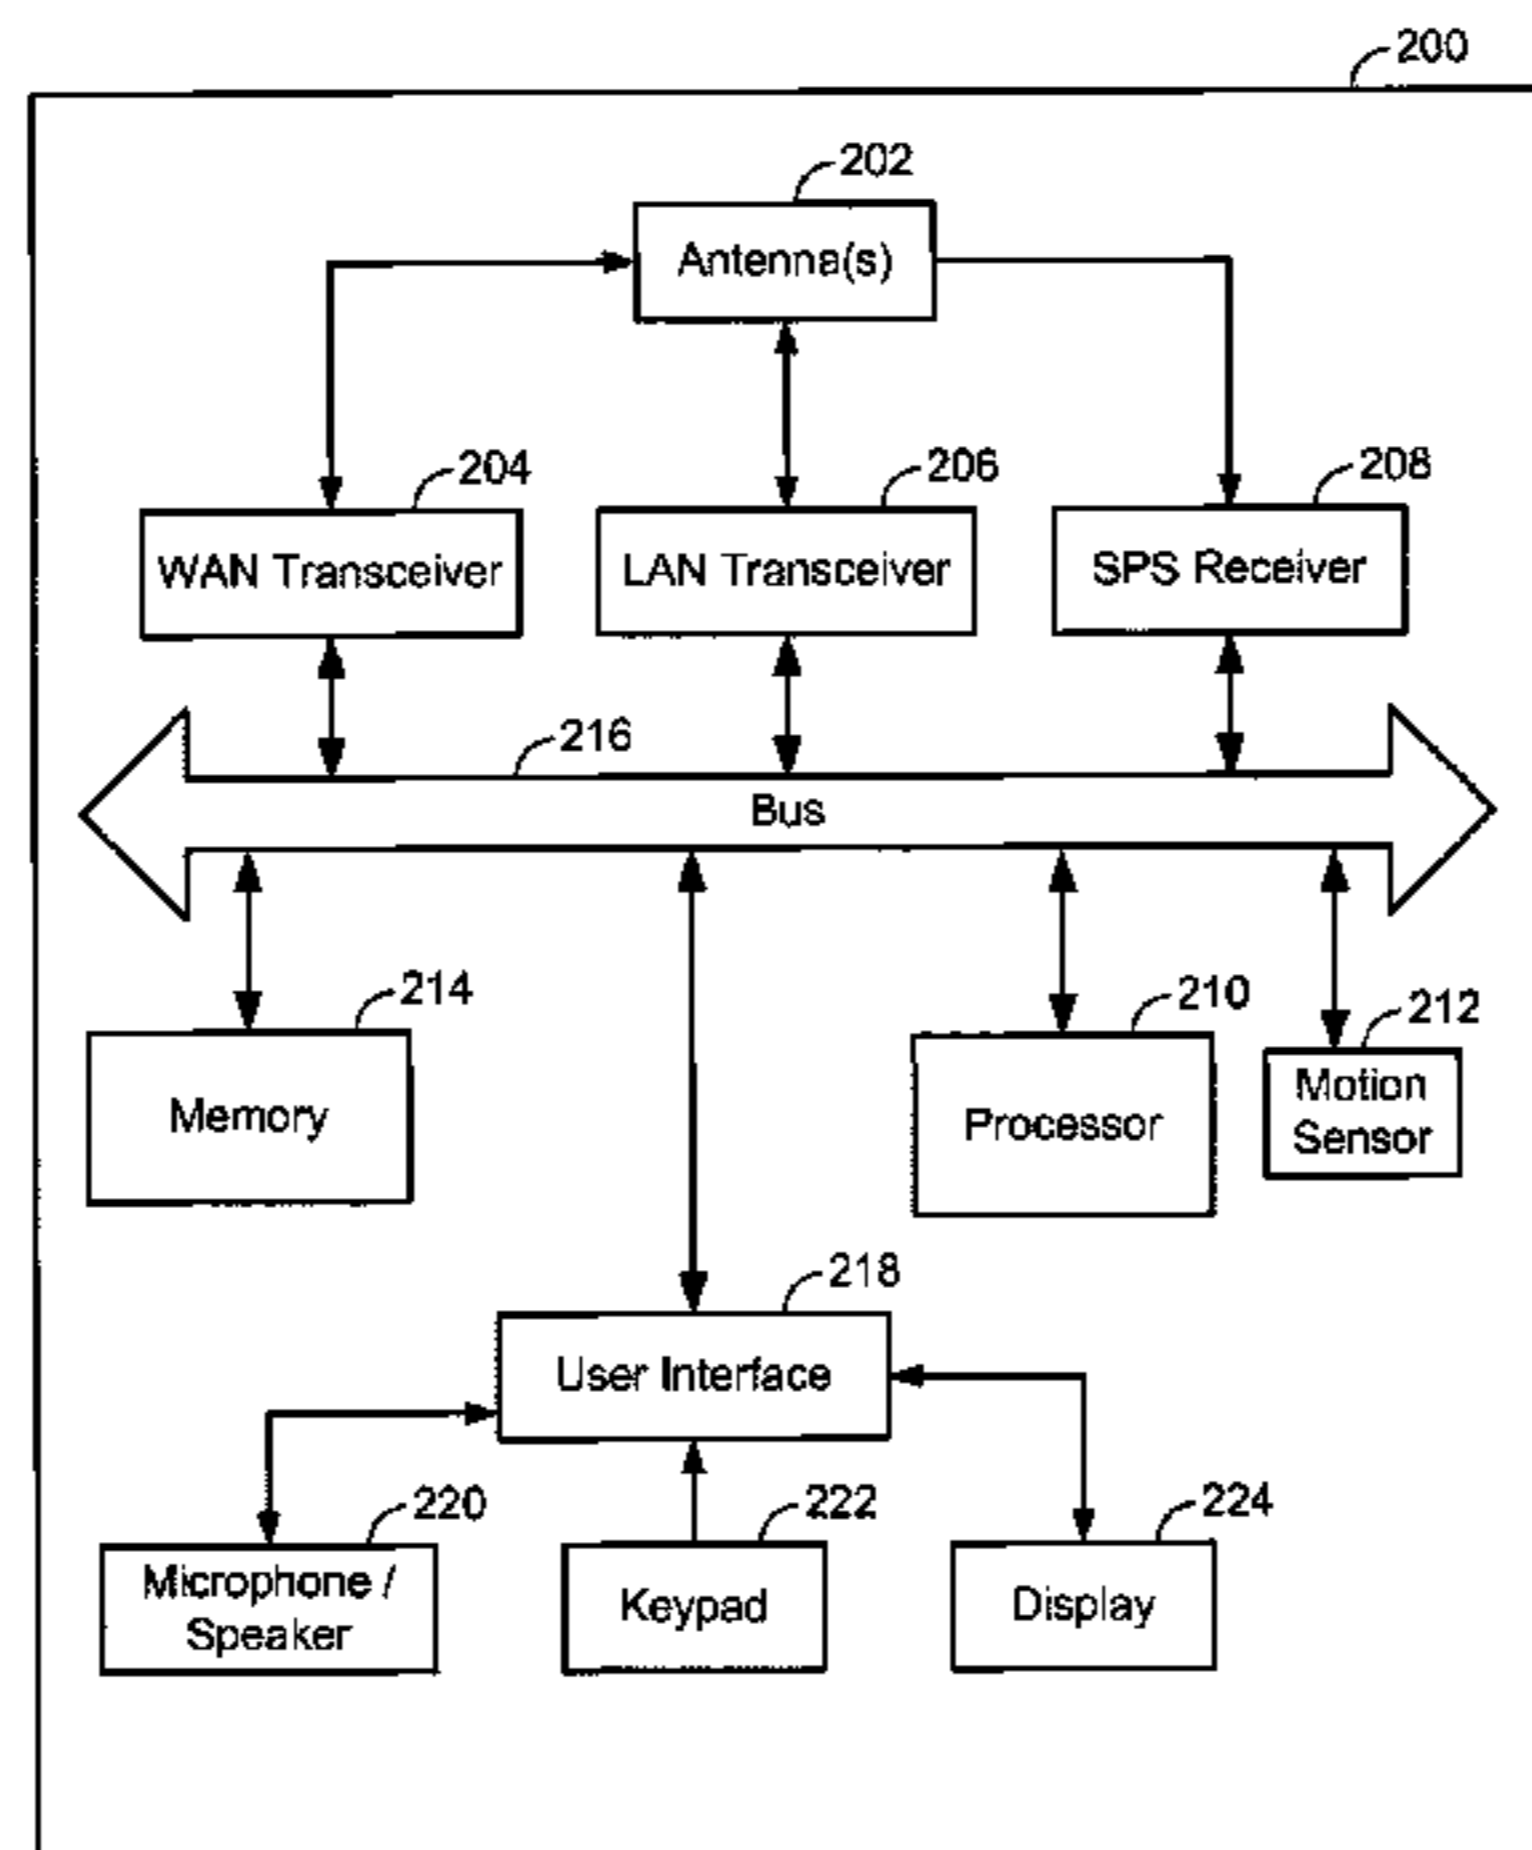 200
202
Antenna(s)
204
206
208
WAN Transceiver
LAN Transceiver
SPS Receiver
216
Bus
214
210
212
Memory
Processor
Motion
Sensor
218
User Interface
220
222
224
Microphone /
Speaker
Keypad
Display